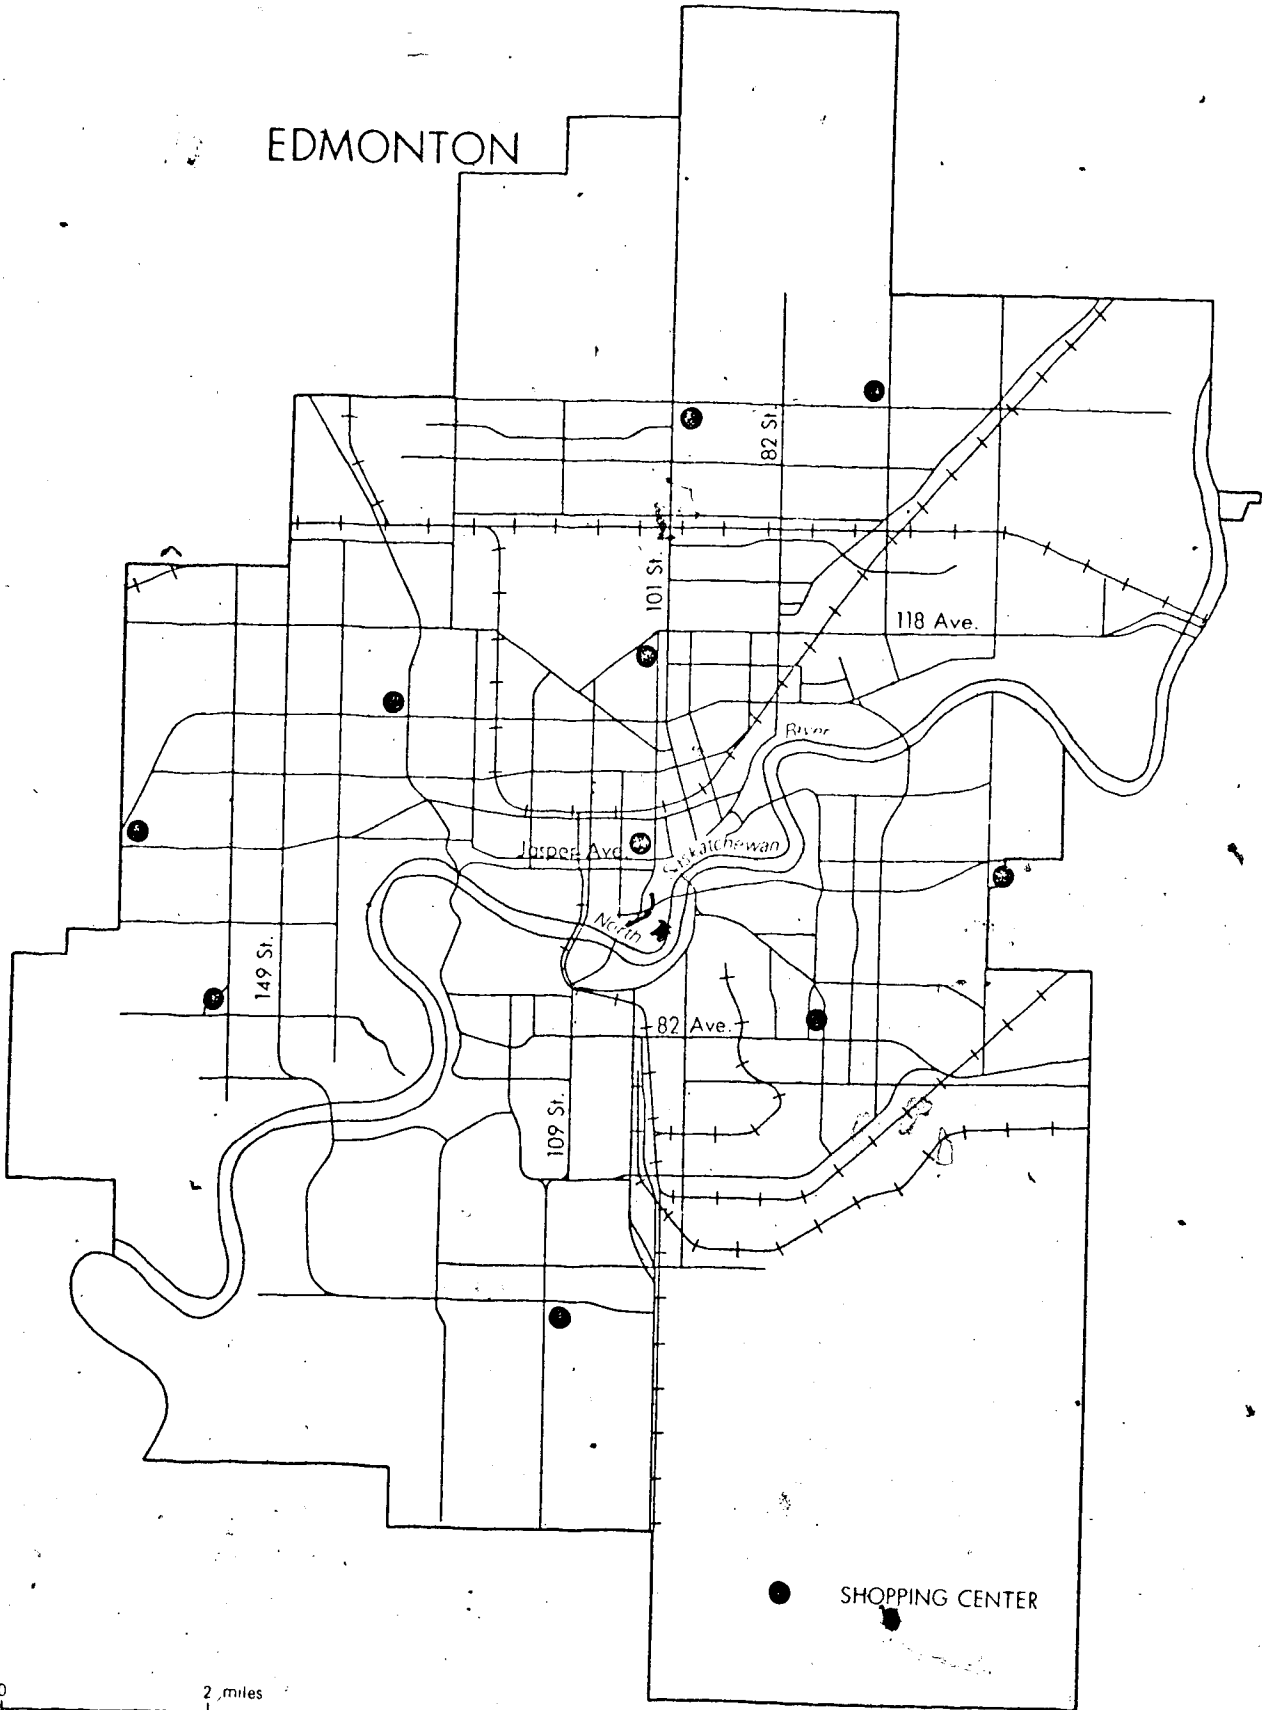 EDMONTON
82 St.
101 St.
118 Ave.
River
Jasper Ave.
Saskatchewan
North
149 St.
82 Ave.
109 St.
SHOPPING CENTER
0 2 miles